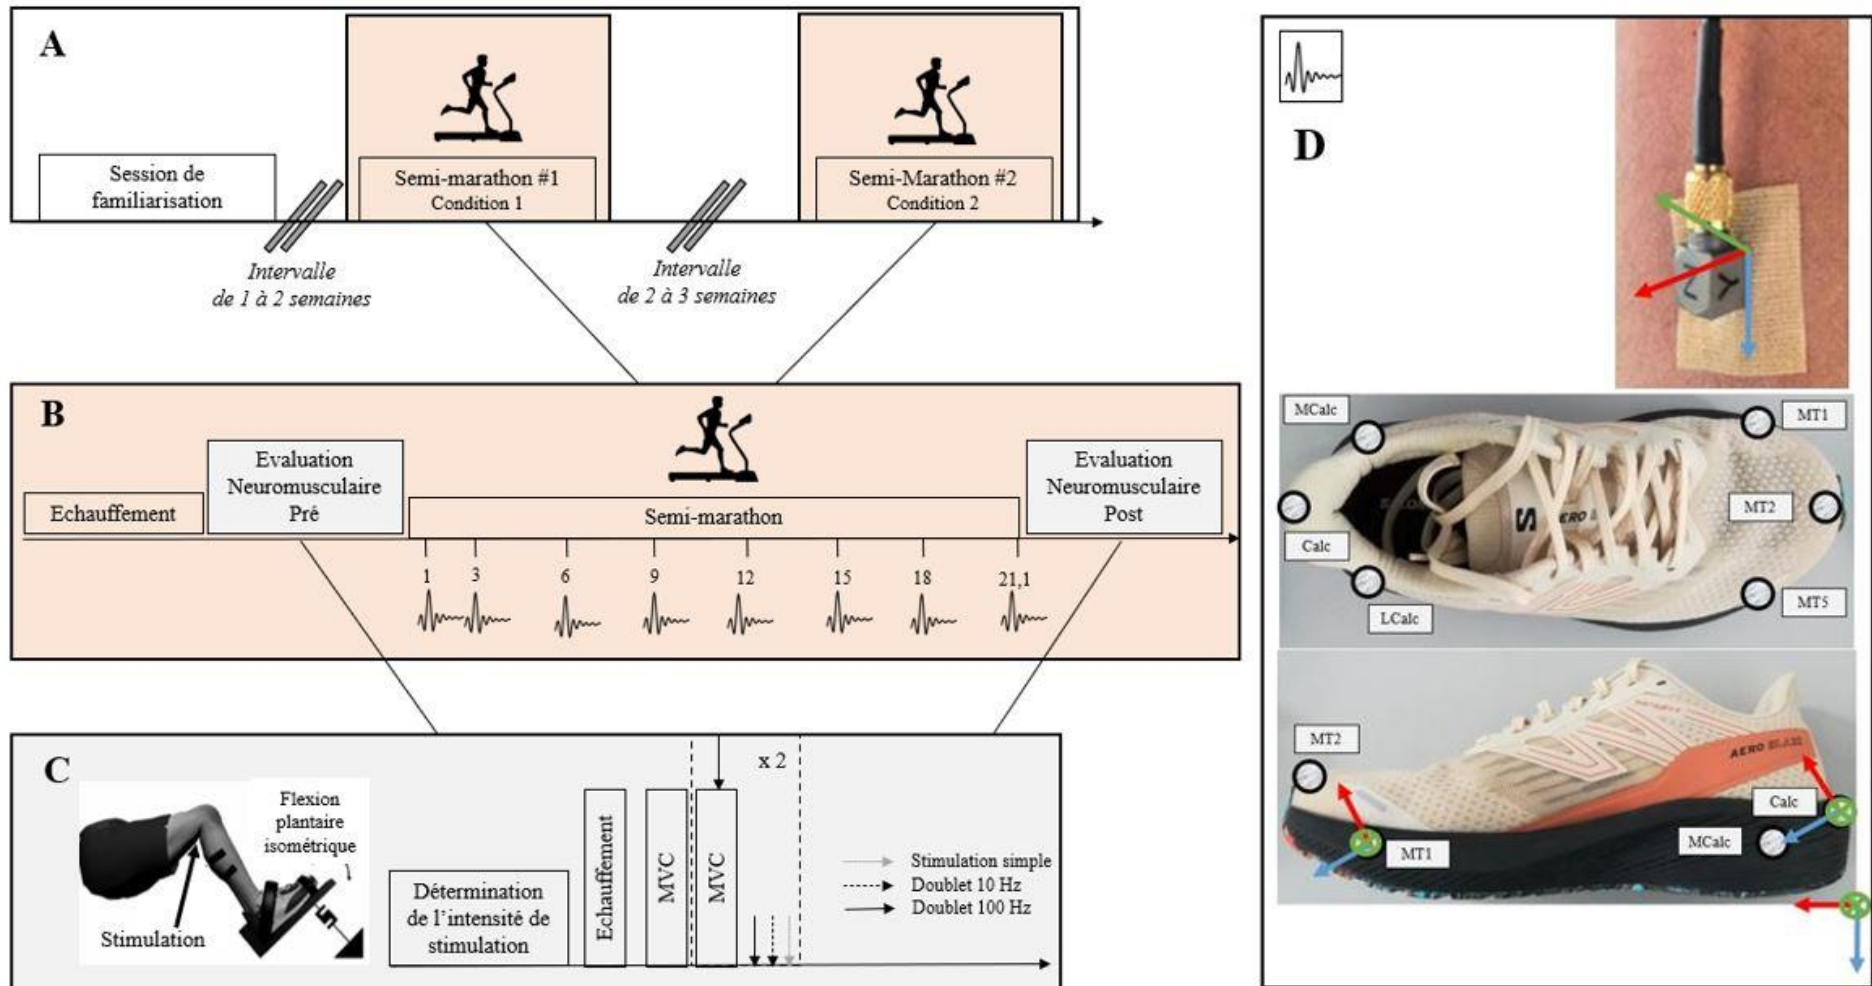 A
Session de
familiarisation
Semi-marathon #1
Condition 1
Semi-Marathon #2
Condition 2
Intervalle
de 1 à 2 semaines
Intervalle
de 2 à 3 semaines
B
Echauffement
Evaluation
Neuromusculaire
Pré
Semi-marathon
Evaluation
Neuromusculaire
Post
1 3 6 9 12 15 18 21,1
C
Flexion
plantaire
isométrique
Stimulation
Détermination
de l’intensité de
stimulation
Echauffement
MVC
MVC
x 2
Stimulation simple
Doublet 10 Hz
Doublet 100 Hz
D
Y
MCalc
MT1
MT2
Calc
LCalc
MT5
S
AERO
MT2
AERO
Calc
MCalc
MT1